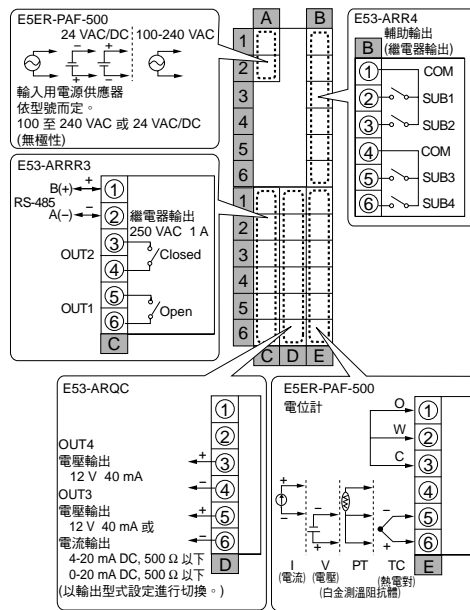 E5ER-PAF-500
24 VAC/DC 100-240 VAC
輸入用電源供應器
依型號而定。
100 至 240 VAC 或 24 VAC/DC
(無極性)
A B
1
2
3
4
5
6
1
2
3
4
5
6
C D E
E53-ARR4
輔助輸出
(繼電器輸出)
B
1 COM
2 SUB1
3 SUB2
4 COM
5 SUB3
6 SUB4
E53-ARRR3
B(+) + 1
RS-485
A(−) − 2
繼電器輸出
250 VAC 1 A
OUT2 3 Closed
4
OUT1 5 Open
6
C
E53-ARQC
1
2
OUT4
電壓輸出 + 3
12 V 40 mA − 4
OUT3
電壓輸出 + 5
12 V 40 mA 或
電流輸出 − 6
4-20 mA DC, 500 Ω 以下
0-20 mA DC, 500 Ω 以下
(以輸出型式設定進行切換。)
D
E5ER-PAF-500
電位計
O 1
W 2
C 3
4
5
6
+ − − + − +
I V PT TC
(電流) (電壓) (白金測溫阻抗體) (熱電對)
E